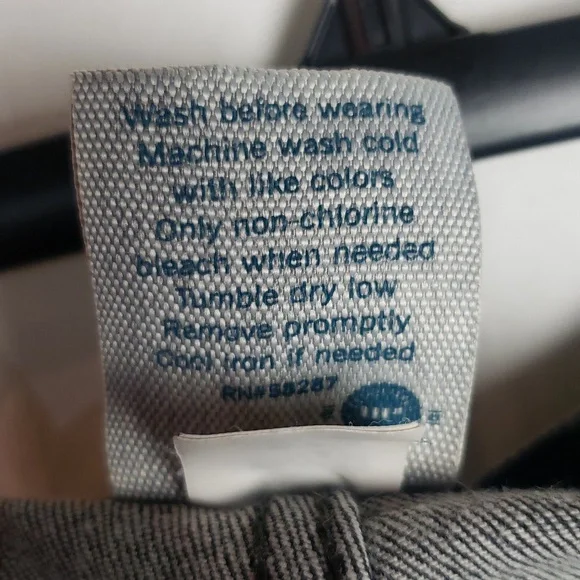 Wash before wearing
Machine wash cold
with like colors
Only non-chlorine
bleach when needed
Tumble dry low
Remove promptly
Cool iron if needed
RN#58287